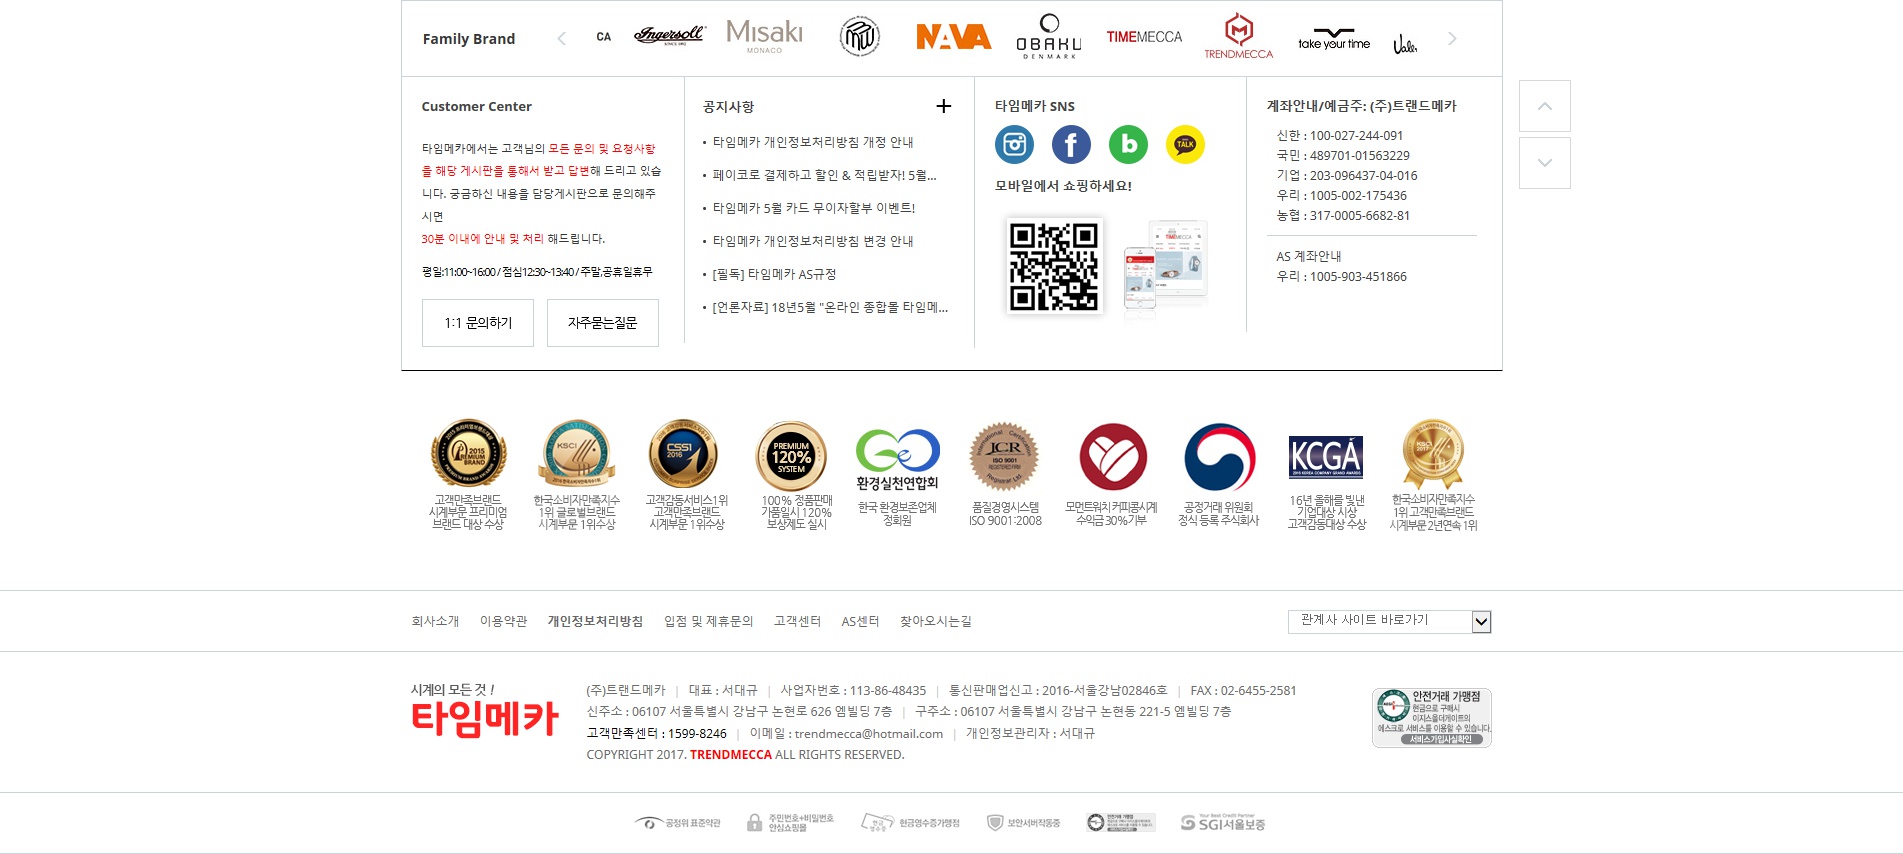 Family Brand
CA
Ingersoll
SINCE 1892
Misaki
MONACO
NAVA
OBAKU
DENMARK
TIMEMECCA
TRENDMECCA
take your time
Customer Center
타임메카에서는 고객님의 모든 문의 및 요청사항
을 해당 게시판을 통해서 받고 답변해 드리고 있습
니다. 궁금하신 내용을 담당게시판으로 문의해주
시면
30분 이내에 안내 및 처리 해드립니다.
평일:11:00~16:00 / 점심12:30~13:40 / 주말,공휴일휴무
1:1 문의하기
자주묻는질문
공지사항
• 타임메카 개인정보처리방침 개정 안내
• 페이코로 결제하고 할인 & 적립받자! 5월...
• 타임메카 5월 카드 무이자할부 이벤트!
• 타임메카 개인정보처리방침 변경 안내
• [필독] 타임메카 AS규정
• [언론자료] 18년5월 "온라인 종합몰 타임메...
타임메카 SNS
f
b
TALK
모바일에서 쇼핑하세요!
TIMEMECCA
계좌안내/예금주: (주)트랜드메카
신한 : 100-027-244-091
국민 : 489701-01563229
기업 : 203-096437-04-016
우리 : 1005-002-175436
농협 : 317-0005-6682-81
AS 계좌안내
우리 : 1005-903-451866
2015
PREMIUM
BRAND
고객만족브랜드
시계부문 프리미엄
브랜드 대상 수상
KSCI
한국소비자만족지수
1위 글로벌브랜드
시계부문 1위수상
CSSI
2016
고객감동서비스1위
고객만족브랜드
시계부문 1위수상
PREMIUM
120%
SYSTEM
100% 정품판매
가품일시 120%
보상제도 실시
환경실천연합회
한국 환경보존업체
정회원
ICR
ISO 9001
품질경영시스템
ISO 9001:2008
모먼트워치 커피콩시계
수익금 30%기부
공정거래 위원회
정식 등록 주식회사
KCGA
2016 KOREA COMPANY GRAND AWARDS
16년 올해를 빛낸
기업대상 시상
고객감동대상 수상
KSCI
2017
한국소비자만족지수
1위 고객만족브랜드
시계부문 2년연속 1위
회사소개 이용약관 개인정보처리방침 입점 및 제휴문의 고객센터 AS센터 찾아오시는길
관계사 사이트 바로가기
시계의 모든 것 !
타임메카
(주)트랜드메카 | 대표 : 서대규 | 사업자번호 : 113-86-48435 | 통신판매업신고 : 2016-서울강남02846호 | FAX : 02-6455-2581
신주소 : 06107 서울특별시 강남구 논현로 626 엠빌딩 7층 | 구주소 : 06107 서울특별시 강남구 논현동 221-5 엠빌딩 7층
고객만족센터 : 1599-8246 | 이메일 : trendmecca@hotmail.com | 개인정보관리자 : 서대규
COPYRIGHT 2017. TRENDMECCA ALL RIGHTS RESERVED.
안전거래 가맹점
현금으로 구매시
이지스올더게이트의
에스크로 서비스를 이용할 수 있습니다.
서비스가입사실확인
공정위 표준약관
주민번호+비밀번호
안심쇼핑몰
현금영수증가맹점
보안서버작동중
안전거래 가맹점
Your Best Credit Partner
SGI서울보증